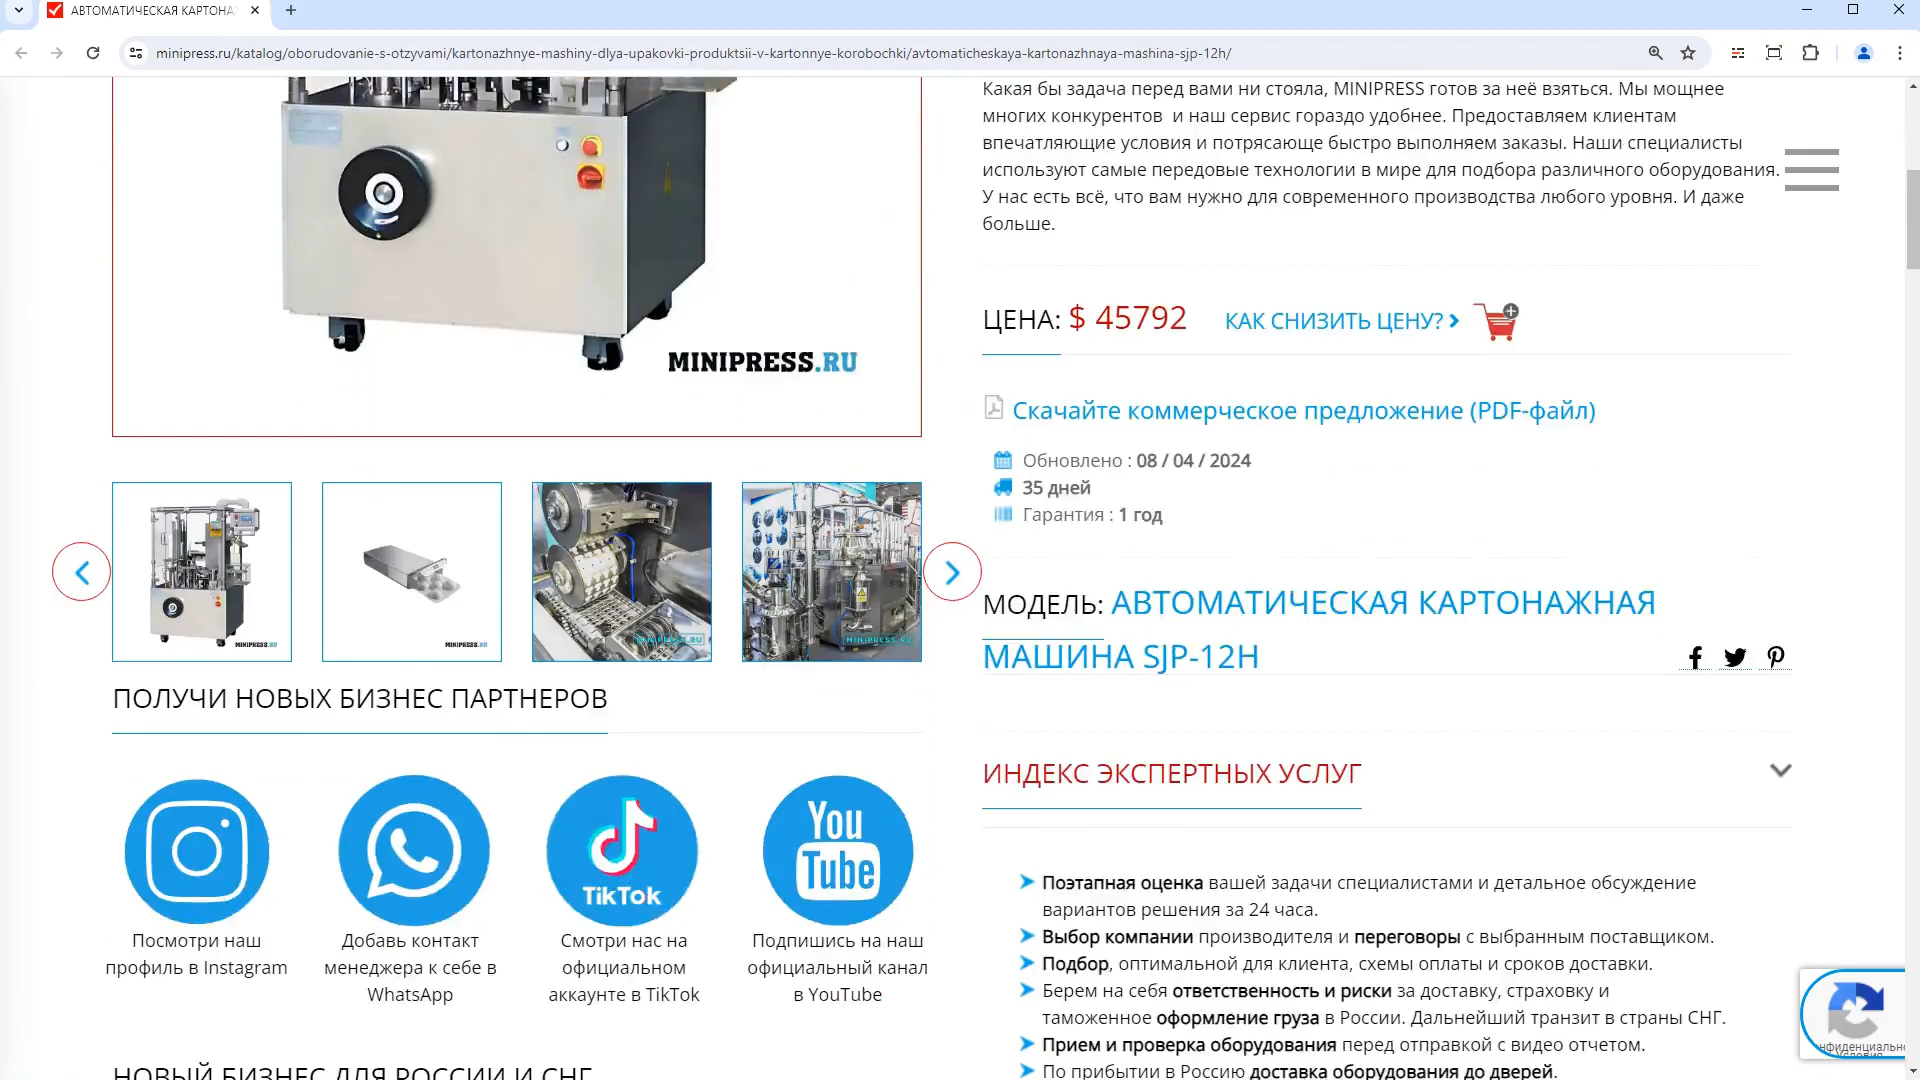 АВТОМАТИЧЕСКАЯ КАРТОНА
minipress.ru/katalog/oborudovanie-s-otzyvami/kartonazhnye-mashiny-dlya-upakovki-produktsii-v-kartonnye-korobochki/avtomaticheskaya-kartonazhnaya-mashina-sjp-12h/
Какая бы задача перед вами ни стояла, MINIPRESS готов за неё взяться. Мы мощнее
многих конкурентов и наш сервис гораздо удобнее. Предоставляем клиентам
впечатляющие условия и потрясающе быстро выполняем заказы. Наши специалисты
используют самые передовые технологии в мире для подбора различного оборудования.
У нас есть всё, что вам нужно для современного производства любого уровня. И даже
больше.
ЦЕНА: $ 45792 КАК СНИЗИТЬ ЦЕНУ?
MINIPRESS.RU
Скачайте коммерческое предложение (PDF-файл)
Обновлено : 08 / 04 / 2024
35 дней
Гарантия : 1 год
МОДЕЛЬ: АВТОМАТИЧЕСКАЯ КАРТОНАЖНАЯ
МАШИНА SJP-12H
MINIPRESS.RU
MINIPRESS.RU
MINIPRESS.RU
MINIPRESS.RU
ПОЛУЧИ НОВЫХ БИЗНЕС ПАРТНЕРОВ
You
Tube
TikTok
Посмотри наш
профиль в Instagram
Добавь контакт
менеджера к себе в
WhatsApp
Смотри нас на
официальном
аккаунте в TikTok
Подпишись на наш
официальный канал
в YouTube
НОВЫЙ БИЗНЕС ДЛЯ РОССИИ И СНГ
ИНДЕКС ЭКСПЕРТНЫХ УСЛУГ
Поэтапная оценка вашей задачи специалистами и детальное обсуждение
вариантов решения за 24 часа.
Выбор компании производителя и переговоры с выбранным поставщиком.
Подбор, оптимальной для клиента, схемы оплаты и сроков доставки.
Берем на себя ответственность и риски за доставку, страховку и
таможенное оформление груза в России. Дальнейший транзит в страны СНГ.
Прием и проверка оборудования перед отправкой с видео отчетом.
По прибытии в Россию доставка оборудования до дверей.
нфиденциальн
Условия